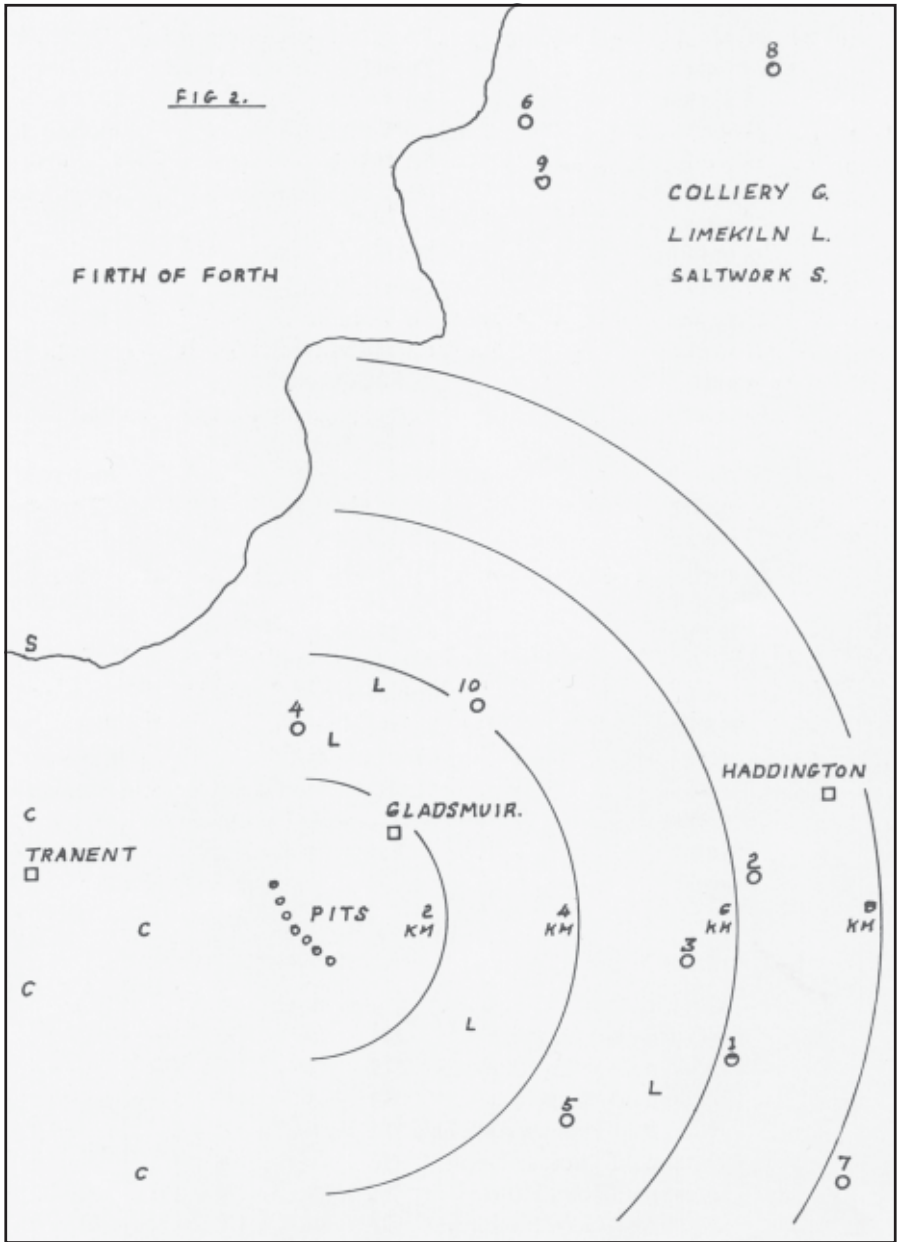 FIG 2.
8
6
9
COLLIERY G.
LIMEKILN L.
SALTWORK S.
FIRTH OF FORTH
S
L
10
4
L
HADDINGTON
C
GLADSMUIR.
TRANENT
2
PITS
2
KM
4
KM
6
KM
8
KM
C
3
C
L
1
L
5
C
7